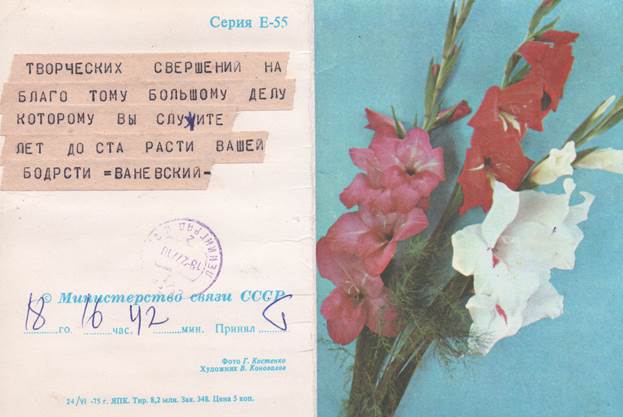 Серия Е-55
ТВОРЧЕСКИХ СВЕРШЕНИЙ НА
БЛАГО ТОМУ БОЛЬШОМУ ДЕЛУ
КОТОРОМУ ВЫ СЛУЖИТЕ
ЛЕТ ДО СТА РАСТИ ВАШЕЙ
БОДРСТИ =ВАНЕВСКИЙ-
ЛЕНИНГРАД
© Министерство связи СССР
18 го. 16 час. 42 мин. Принял
Фото Г. Костенко
Художник В. Коновалов
24/VI -75 г. ЯПК. Тир. 8,2 млн. Зак. 348. Цена 5 коп.